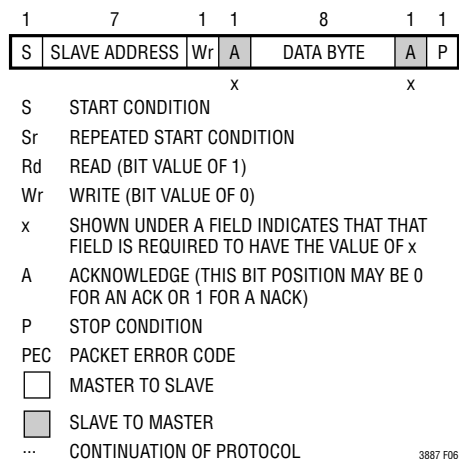 1 7 1 1 8 1 1
S SLAVE ADDRESS Wr A DATA BYTE A P
x x
S START CONDITION
Sr REPEATED START CONDITION
Rd READ (BIT VALUE OF 1)
Wr WRITE (BIT VALUE OF 0)
x SHOWN UNDER A FIELD INDICATES THAT THAT
FIELD IS REQUIRED TO HAVE THE VALUE OF x
A ACKNOWLEDGE (THIS BIT POSITION MAY BE 0
FOR AN ACK OR 1 FOR A NACK)
P STOP CONDITION
PEC PACKET ERROR CODE
MASTER TO SLAVE
SLAVE TO MASTER
... CONTINUATION OF PROTOCOL 3887 F06